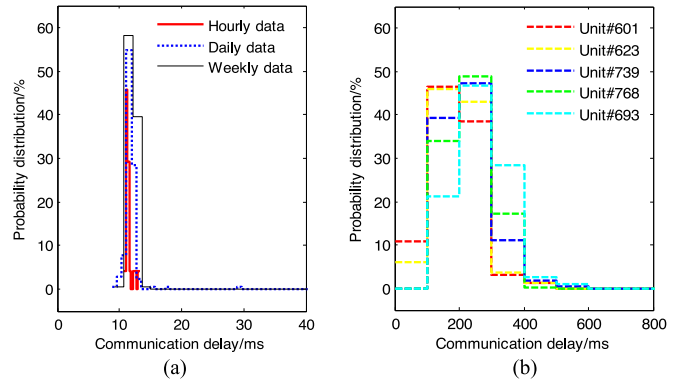 60
50
40
30
20
10
0
Probability distribution/%
Hourly data
Daily data
Weekly data
0 10 20 30 40
Communication delay/ms
(a)
60
50
40
30
20
10
0
Probability distribution/%
Unit#601
Unit#623
Unit#739
Unit#768
Unit#693
0 200 400 600 800
Communication delay/ms
(b)